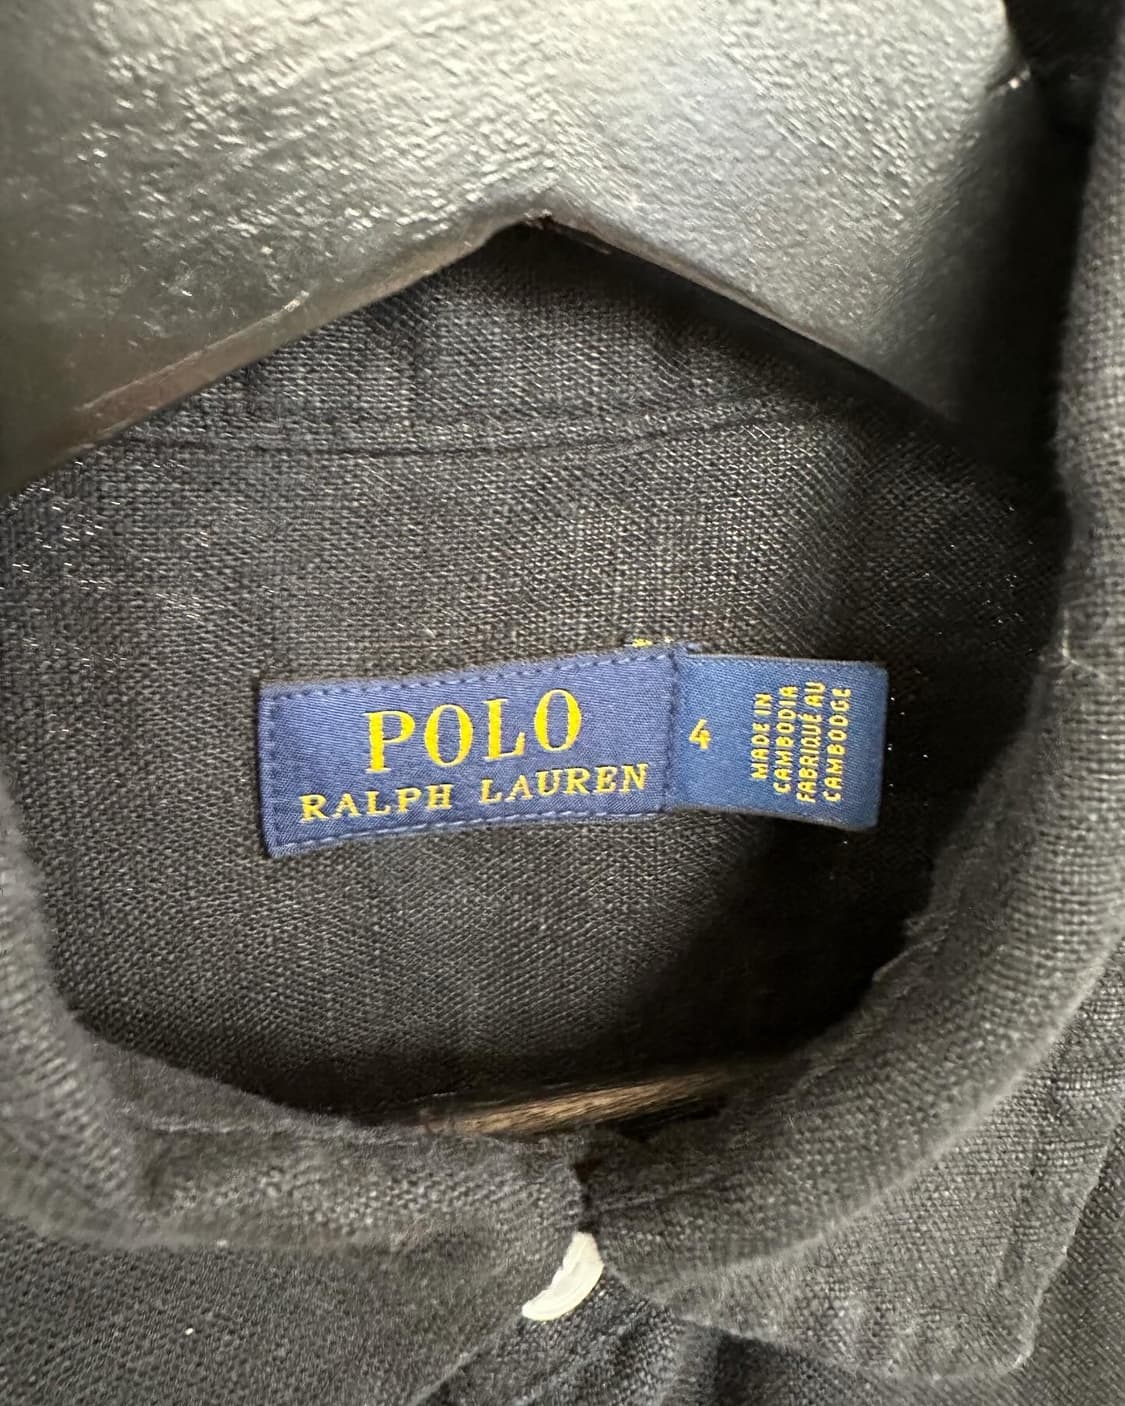 POLO
RALPH LAUREN
4
MADE IN
CAMBODIA
FABRIQUÉ AU
CAMBODGE